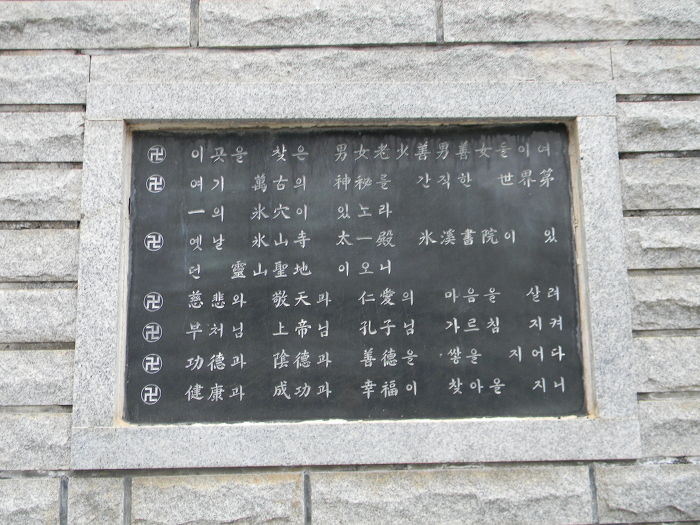 卍 이곳을 찾은 男女老少善男善女들이여
卍 여기 萬古의 神秘를 간직한 世界第
一의 氷穴이 있노라
卍 옛날 氷山寺 太一殿 氷溪書院이 있
던 靈山聖地 이오니
卍 慈悲와 敬天과 仁愛의 마음을 살려
卍 부처님 上帝님 孔子님 가르침 지켜
卍 功德과 陰德과 善德을 쌓을 지어다
卍 健康과 成功과 幸福이 찾아올 지니